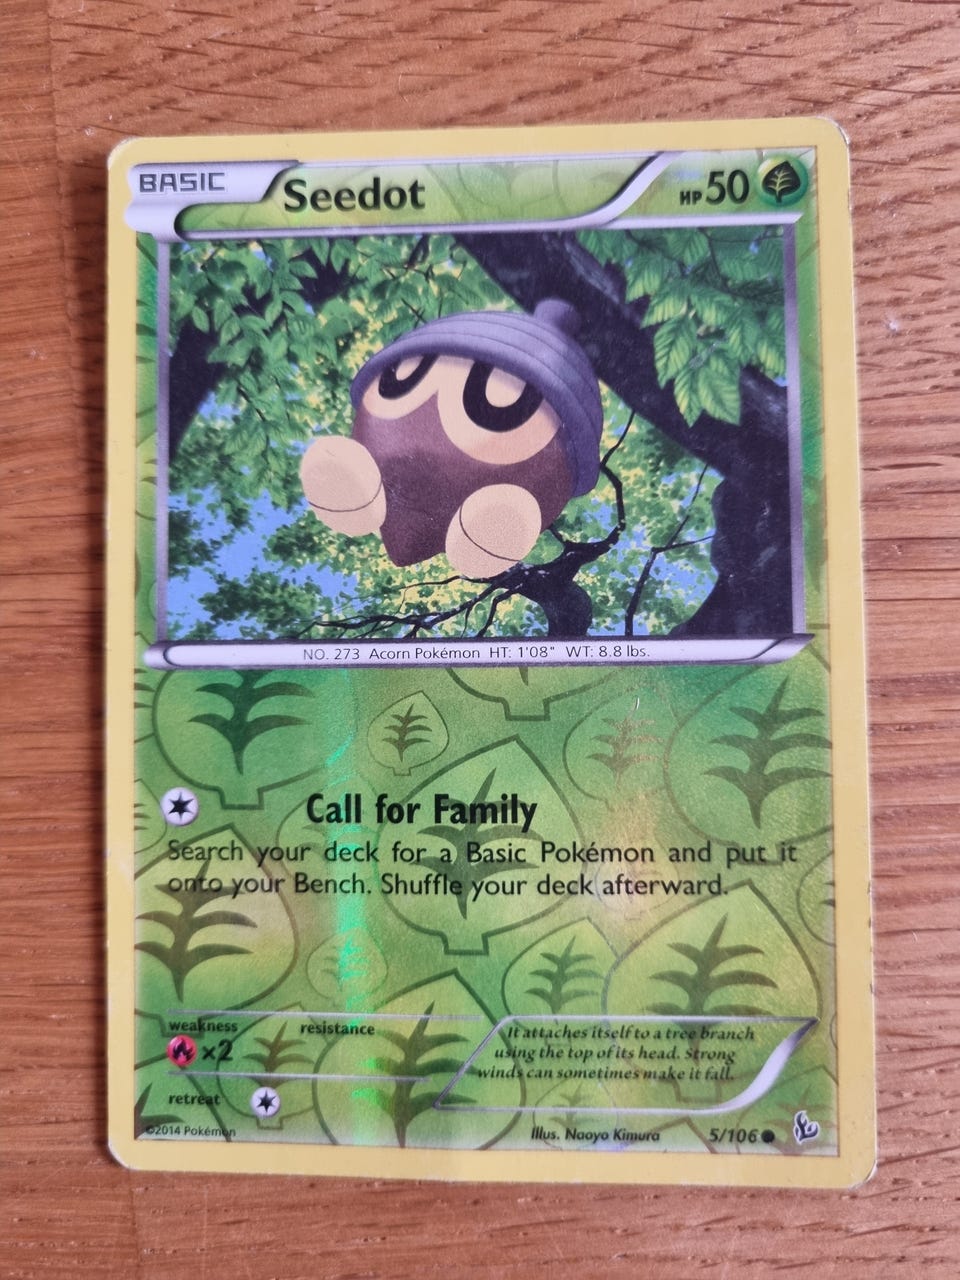 BASIC Seedot HP 50
NO. 273 Acorn Pokémon HT: 1'08" WT: 8.8 lbs.
Call for Family
Search your deck for a Basic Pokémon and put it
onto your Bench. Shuffle your deck afterward.
weakness resistance
×2
retreat
It attaches itself to a tree branch
using the top of its head. Strong
winds can sometimes make it fall.
©2014 Pokémon Illus. Naoyo Kimura 5/106